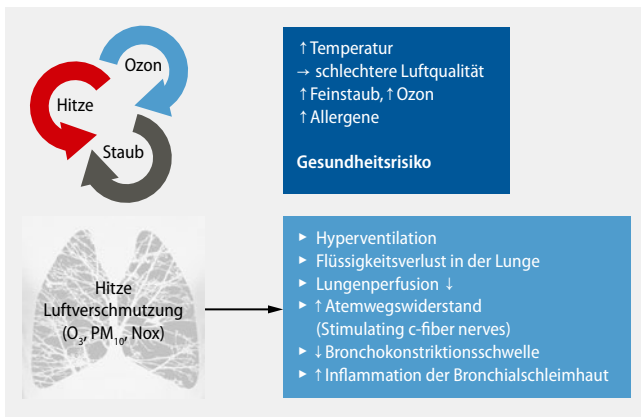 Ozon
Hitze
Staub
↑ Temperatur
→ schlechtere Luftqualität
↑ Feinstaub, ↑ Ozon
↑ Allergene
Gesundheitsrisiko
Hitze
Luftverschmutzung
(O₃, PM₁₀, Nox)
▸ Hyperventilation
▸ Flüssigkeitsverlust in der Lunge
▸ Lungenperfusion ↓
▸ ↑ Atemwegswiderstand
(Stimulating c-fiber nerves)
▸ ↓ Bronchokonstriktionsschwelle
▸ ↑ Inflammation der Bronchialschleimhaut